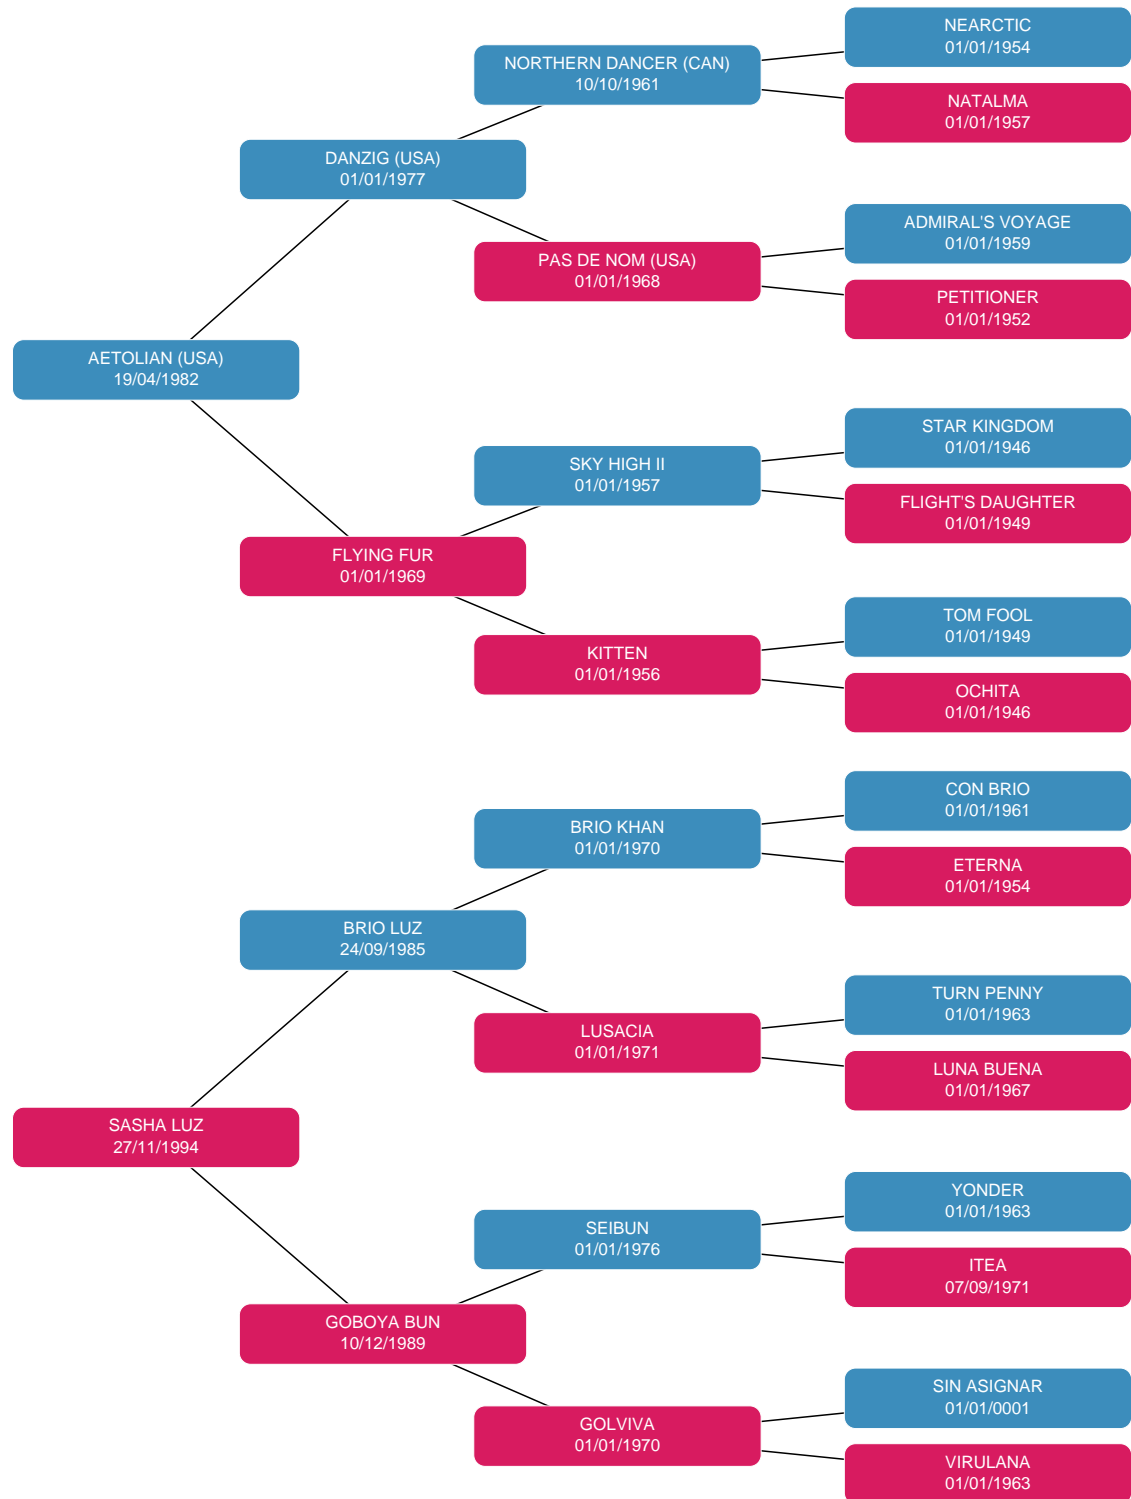 NEARCTIC
01/01/1954
NORTHERN DANCER (CAN)
10/10/1961
NATALMA
01/01/1957
DANZIG (USA)
01/01/1977
ADMIRAL'S VOYAGE
01/01/1959
PAS DE NOM (USA)
01/01/1968
PETITIONER
01/01/1952
AETOLIAN (USA)
19/04/1982
STAR KINGDOM
01/01/1946
SKY HIGH II
01/01/1957
FLIGHT'S DAUGHTER
01/01/1949
FLYING FUR
01/01/1969
TOM FOOL
01/01/1949
KITTEN
01/01/1956
OCHITA
01/01/1946
CON BRIO
01/01/1961
BRIO KHAN
01/01/1970
ETERNA
01/01/1954
BRIO LUZ
24/09/1985
TURN PENNY
01/01/1963
LUSACIA
01/01/1971
LUNA BUENA
01/01/1967
SASHA LUZ
27/11/1994
YONDER
01/01/1963
SEIBUN
01/01/1976
ITEA
07/09/1971
GOBOYA BUN
10/12/1989
SIN ASIGNAR
01/01/0001
GOLVIVA
01/01/1970
VIRULANA
01/01/1963